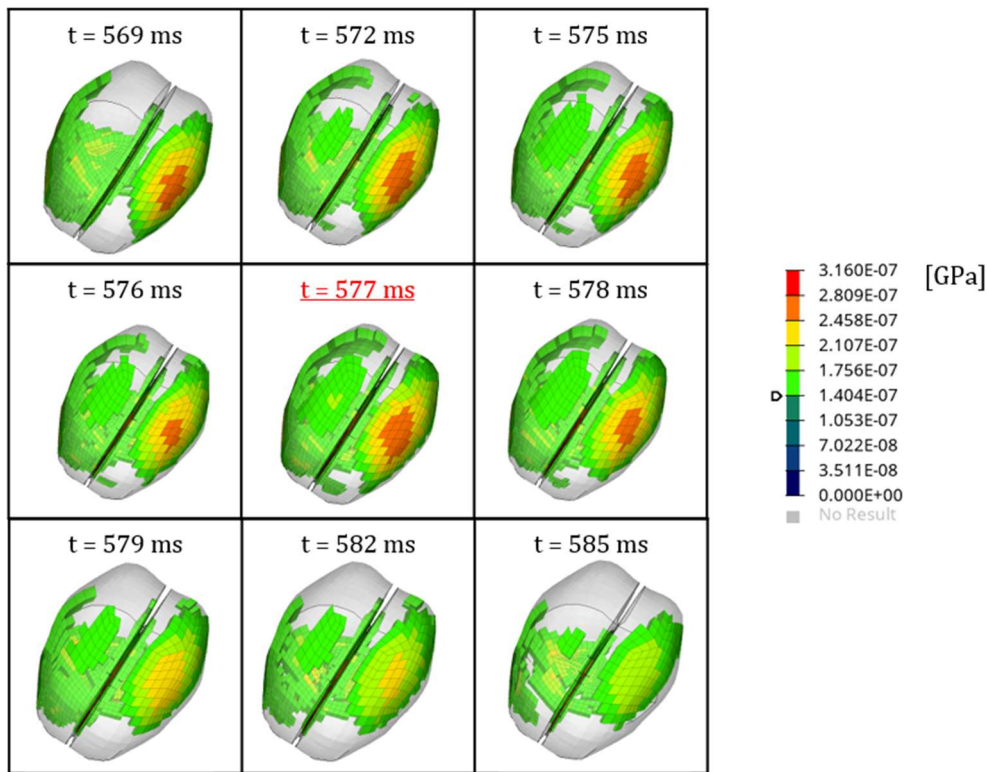 t = 569 ms
t = 572 ms
t = 575 ms
t = 576 ms
t = 577 ms
t = 578 ms
t = 579 ms
t = 582 ms
t = 585 ms
[GPa]
3.160E-07
2.809E-07
2.458E-07
2.107E-07
1.756E-07
1.404E-07
1.053E-07
7.022E-08
3.511E-08
0.000E+00
No Result